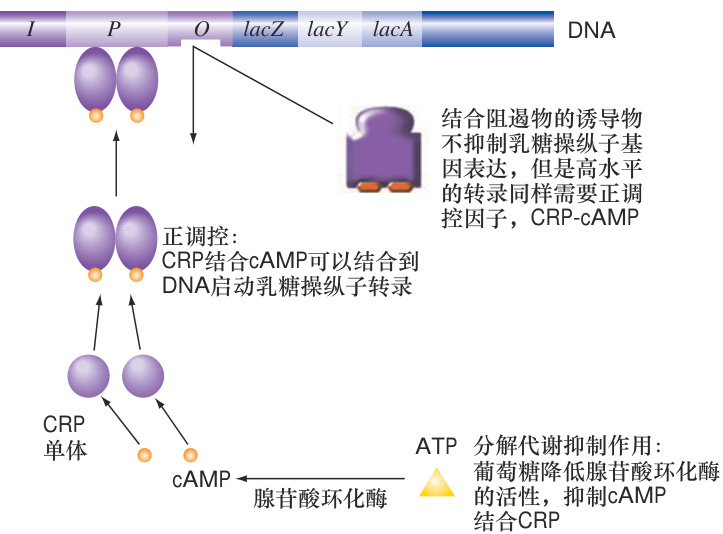 I P O lacZ lacY lacA DNA
结合阻遏物的诱导物
不抑制乳糖操纵子基
因表达，但是高水平
的转录同样需要正调
控因子，CRP-cAMP
正调控：
CRP结合cAMP可以结合到
DNA启动乳糖操纵子转录
CRP
单体
cAMP
腺苷酸环化酶
ATP
分解代谢抑制作用：
葡萄糖降低腺苷酸环化酶
的活性，抑制cAMP
结合CRP